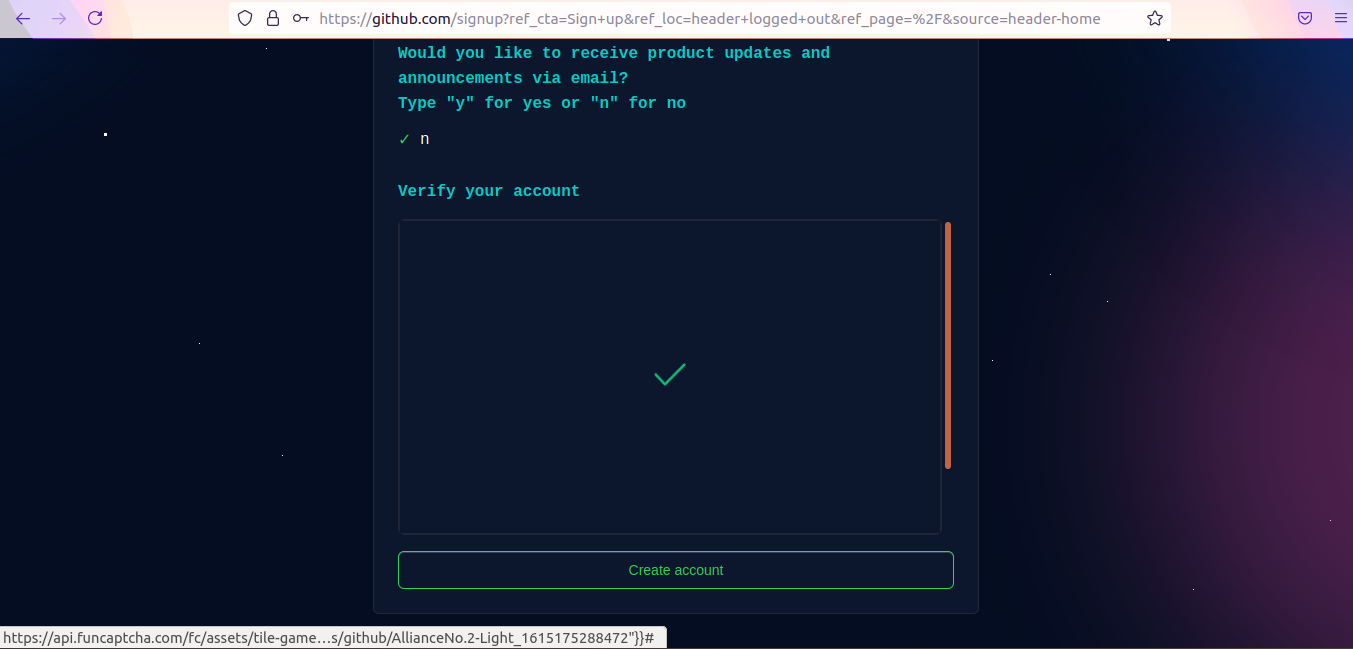 https://github.com/signup?ref_cta=Sign+up&ref_loc=header+logged+out&ref_page=%2F&source=header-home
Would you like to receive product updates and
announcements via email?
Type "y" for yes or "n" for no
✓ n
Verify your account
Create account
https://api.funcaptcha.com/fc/assets/tile-game…s/github/AllianceNo.2-Light_1615175288472"}}#